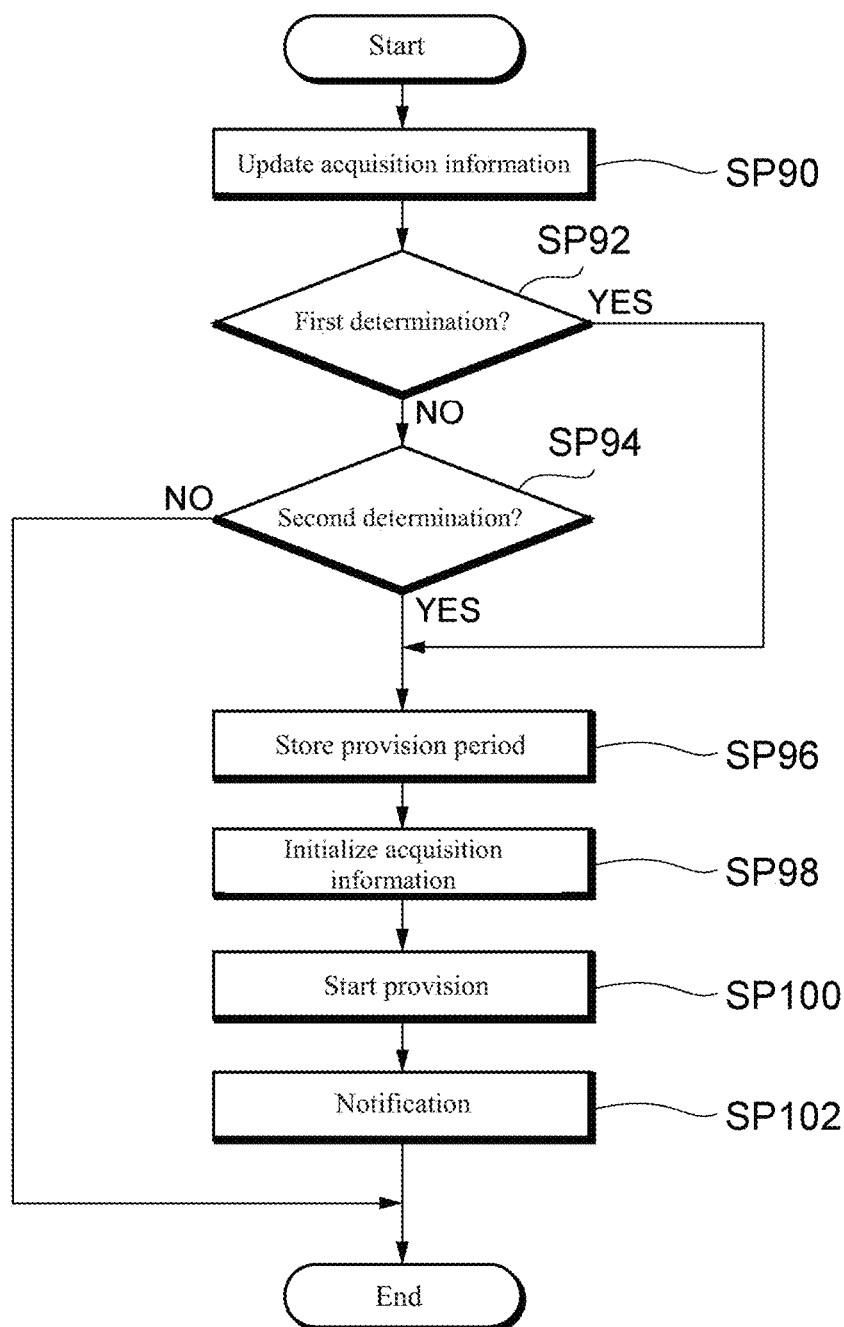 Start
Update acquisition information
SP90
SP92
First determination?
YES
NO
SP94
NO
Second determination?
YES
Store provision period
SP96
Initialize acquisition
information
SP98
Start provision
SP100
Notification
SP102
End